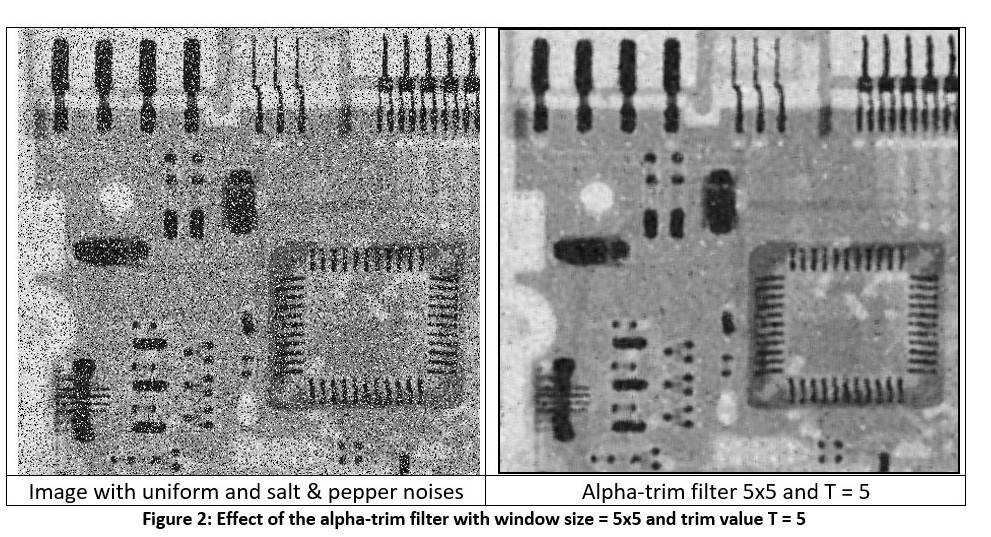 Image with uniform and salt & pepper noises
Alpha-trim filter 5x5 and T = 5
Figure 2: Effect of the alpha-trim filter with window size = 5x5 and trim value T = 5